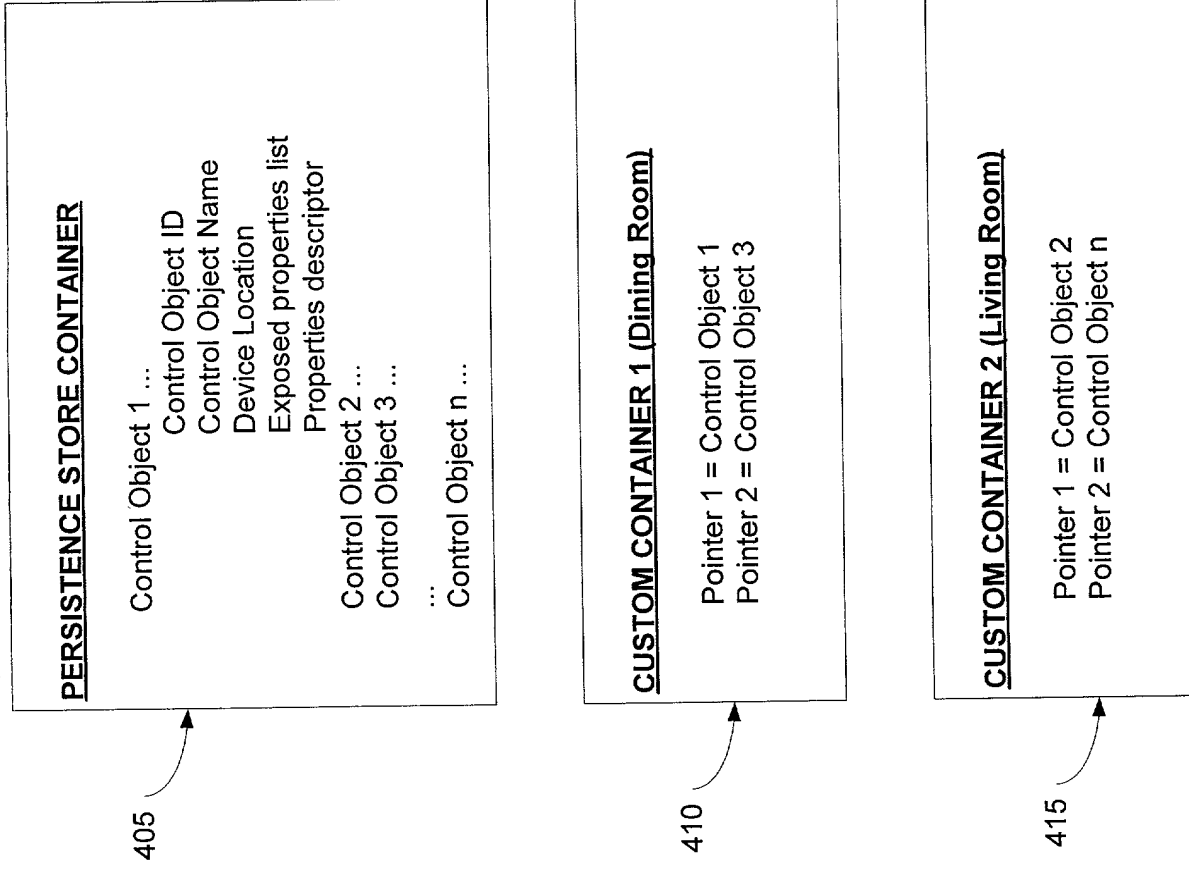 405
PERSISTENCE STORE CONTAINER
Control Object 1 ...
Control Object ID
Control Object Name
Device Location
Exposed properties list
Properties descriptor
Control Object 2 ...
Control Object 3 ...
...
Control Object n ...
410
CUSTOM CONTAINER 1 (Dining Room)
Pointer 1 = Control Object 1
Pointer 2 = Control Object 3
415
CUSTOM CONTAINER 2 (Living Room)
Pointer 1 = Control Object 2
Pointer 2 = Control Object n